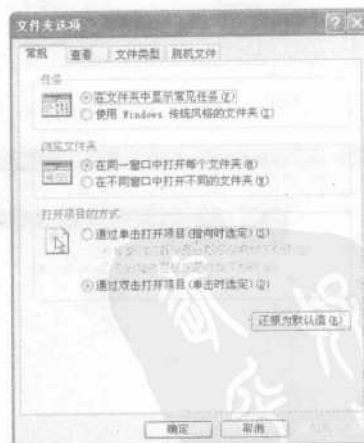 文件夹选项
常规 查看 文件类型 脱机文件
任务
在文件夹中显示常见任务(E)
使用 Windows 传统风格的文件夹(I)
浏览文件夹
在同一窗口中打开每个文件夹(M)
在不同窗口中打开不同的文件夹(W)
打开项目的方式
通过单击打开项目(指向时选定)(S)
通过双击打开项目(单击时选定)(D)
还原为默认值(R)
确定 取消